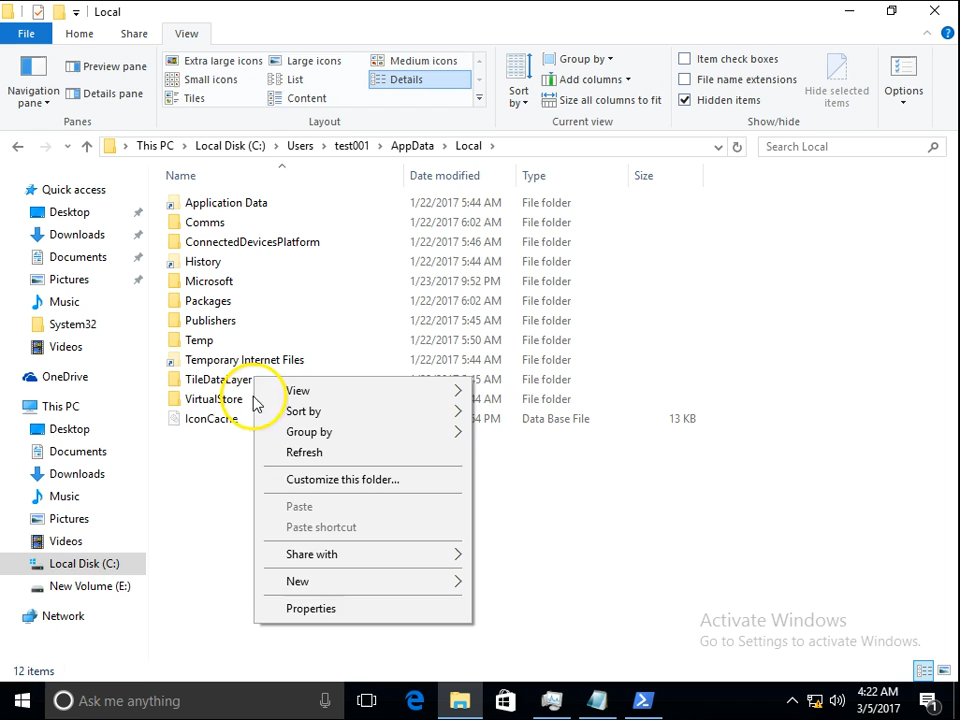 Local
File Home Share View
Navigation pane
Preview pane
Details pane
Panes
Extra large icons Large icons Medium icons
Small icons List Details
Tiles Content
Layout
Sort by
Group by
Add columns
Size all columns to fit
Current view
Item check boxes
File name extensions
Hidden items
Hide selected items
Show/hide
Options
This PC Local Disk (C:) Users test001 AppData Local
Search Local
Quick access
Desktop
Downloads
Documents
Pictures
Music
System32
Videos
OneDrive
This PC
Desktop
Documents
Downloads
Music
Pictures
Videos
Local Disk (C:)
New Volume (E:)
Network
Name Date modified Type Size
Application Data 1/22/2017 5:44 AM File folder
Comms 1/22/2017 6:02 AM File folder
ConnectedDevicesPlatform 1/22/2017 5:46 AM File folder
History 1/22/2017 5:44 AM File folder
Microsoft 1/23/2017 9:52 PM File folder
Packages 1/22/2017 6:02 AM File folder
Publishers 1/22/2017 5:45 AM File folder
Temp 1/22/2017 5:50 AM File folder
Temporary Internet Files 1/22/2017 5:44 AM File folder
TileDataLayer AM File folder
VirtualStore AM File folder
IconCache PM Data Base File 13 KB
View
Sort by
Group by
Refresh
Customize this folder...
Paste
Paste shortcut
Share with
New
Properties
Activate Windows
Go to Settings to activate Windows.
12 items
Ask me anything
4:22 AM
3/5/2017
1